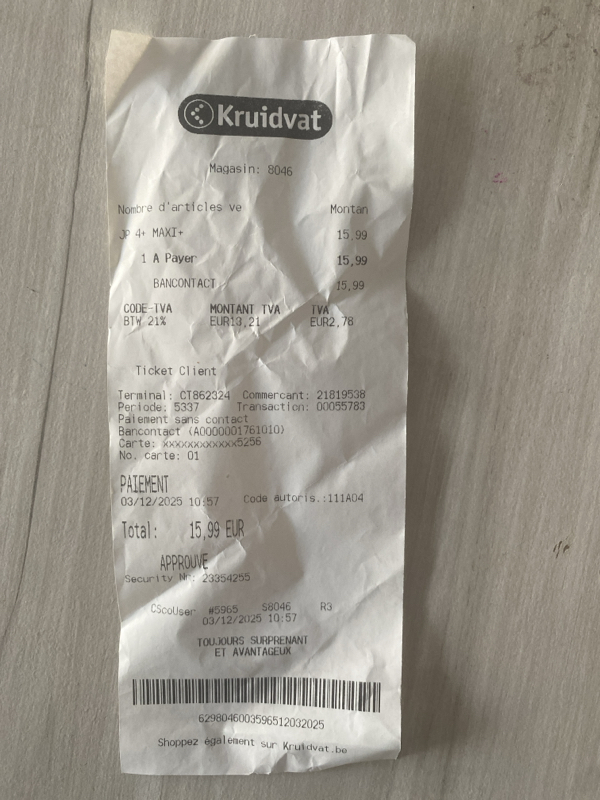 Kruidvat
Magasin: 8046
Nombre d'articles ve Montan
JP 4+ MAXI+ 15,99
1 A Payer 15,99
BANCONTACT 15,99
CODE-TVA MONTANT TVA TVA
BTW 21% EUR13,21 EUR2,78
Ticket Client
Terminal: CT862324 Commercant: 21819538
Periode: 5337 Transaction: 00055783
Paiement sans contact
Bancontact (A0000001761010)
Carte: xxxxxxxxxxxx5256
No. carte: 01
PAIEMENT
03/12/2025 10:57 Code autoris.:111A04
Total: 15,99 EUR
APPROUVE
Security Nr: 23354255
CScoUser #5965 S8046 R3
03/12/2025 10:57
TOUJOURS SURPRENANT
ET AVANTAGEUX
6298046003596512032025
Shoppez également sur Kruidvat.be